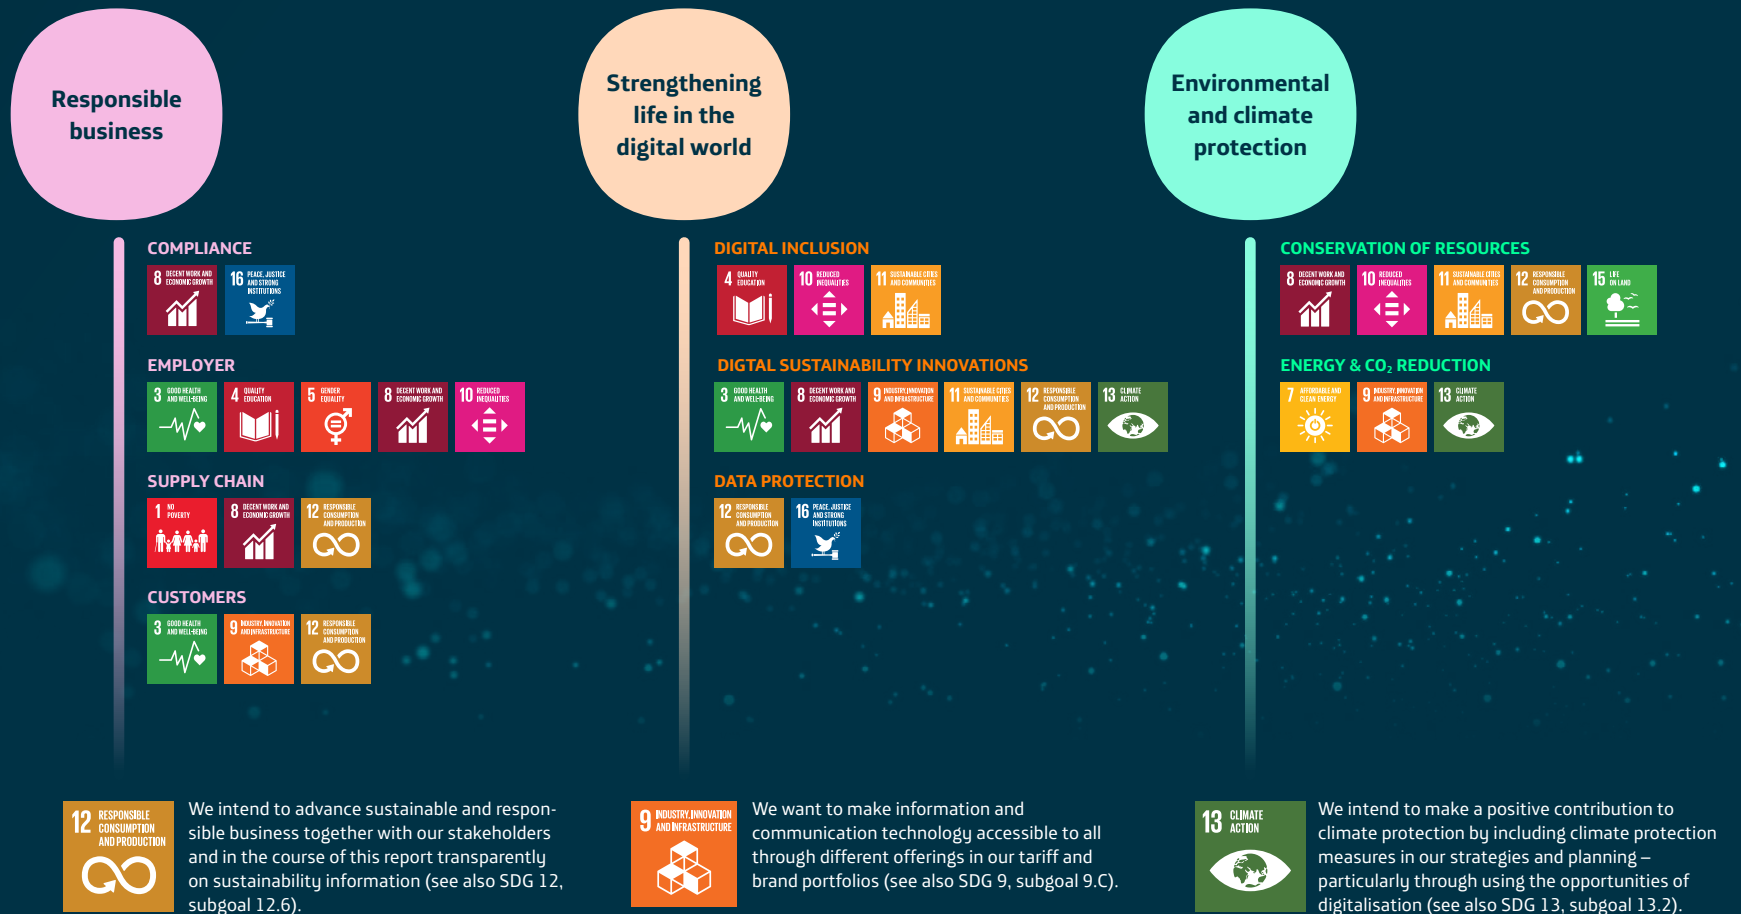 Responsible
business
COMPLIANCE
8 DECENT WORK AND
ECONOMIC GROWTH
16 PEACE, JUSTICE
AND STRONG
INSTITUTIONS
EMPLOYER
3 GOOD HEALTH
AND WELL-BEING
4 QUALITY
EDUCATION
5 GENDER
EQUALITY
8 DECENT WORK AND
ECONOMIC GROWTH
10 REDUCED
INEQUALITIES
SUPPLY CHAIN
1 NO
POVERTY
8 DECENT WORK AND
ECONOMIC GROWTH
12 RESPONSIBLE
CONSUMPTION
AND PRODUCTION
CUSTOMERS
3 GOOD HEALTH
AND WELL-BEING
9 INDUSTRY, INNOVATION
AND INFRASTRUCTURE
12 RESPONSIBLE
CONSUMPTION
AND PRODUCTION
12 RESPONSIBLE
CONSUMPTION
AND PRODUCTION
We intend to advance sustainable and respon-
sible business together with our stakeholders
and in the course of this report transparently
on sustainability information (see also SDG 12,
subgoal 12.6).
Strengthening
life in the
digital world
DIGITAL INCLUSION
4 QUALITY
EDUCATION
10 REDUCED
INEQUALITIES
11 SUSTAINABLE CITIES
AND COMMUNITIES
DIGTAL SUSTAINABILITY INNOVATIONS
3 GOOD HEALTH
AND WELL-BEING
8 DECENT WORK AND
ECONOMIC GROWTH
9 INDUSTRY, INNOVATION
AND INFRASTRUCTURE
11 SUSTAINABLE CITIES
AND COMMUNITIES
12 RESPONSIBLE
CONSUMPTION
AND PRODUCTION
13 CLIMATE
ACTION
DATA PROTECTION
12 RESPONSIBLE
CONSUMPTION
AND PRODUCTION
16 PEACE, JUSTICE
AND STRONG
INSTITUTIONS
9 INDUSTRY, INNOVATION
AND INFRASTRUCTURE
We want to make information and
communication technology accessible to all
through different offerings in our tariff and
brand portfolios (see also SDG 9, subgoal 9.C).
Environmental
and climate
protection
CONSERVATION OF RESOURCES
8 DECENT WORK AND
ECONOMIC GROWTH
10 REDUCED
INEQUALITIES
11 SUSTAINABLE CITIES
AND COMMUNITIES
12 RESPONSIBLE
CONSUMPTION
AND PRODUCTION
15 LIFE
ON LAND
ENERGY & CO₂ REDUCTION
7 AFFORDABLE AND
CLEAN ENERGY
9 INDUSTRY, INNOVATION
AND INFRASTRUCTURE
13 CLIMATE
ACTION
13 CLIMATE
ACTION
We intend to make a positive contribution to
climate protection by including climate protection
measures in our strategies and planning –
particularly through using the opportunities of
digitalisation (see also SDG 13, subgoal 13.2).